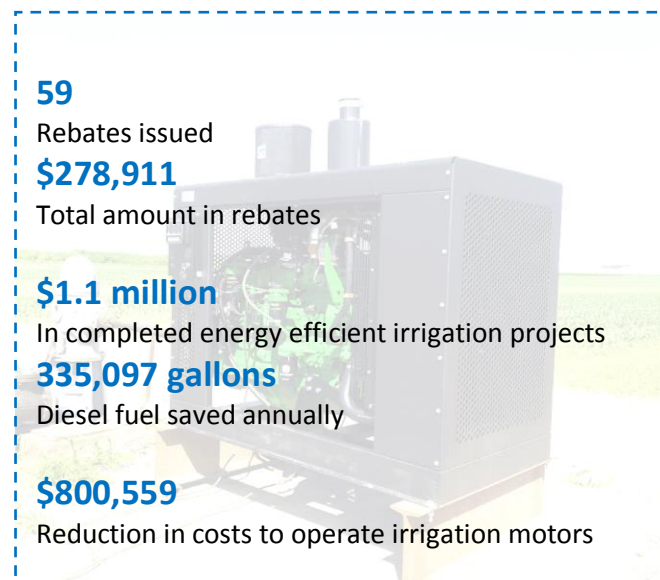 59
Rebates issued
$278,911
Total amount in rebates
$1.1 million
In completed energy efficient irrigation projects
335,097 gallons
Diesel fuel saved annually
$800,559
Reduction in costs to operate irrigation motors